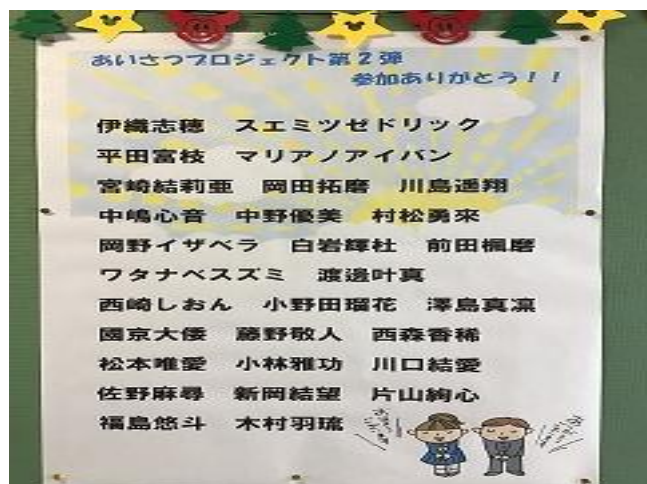 あいさつプロジェクト第2弾
参加ありがとう！！
伊織志穂　スエミツゼドリック
平田富枝　マリアノアイバン
宮崎結莉亜　岡田拓磨　川島遥翔
中嶋心音　中野優美　村松勇來
岡野イザベラ　白岩輝杜　前田楓磨
ワタナベスズミ　渡邉叶真
西崎しおん　小野田瑠花　澤島真凛
國京大倭　藤野敬人　西森香稀
松本唯愛　小林雅功　川口結愛
佐野麻尋　新岡結望　片山絢心
福島悠斗　木村羽琉